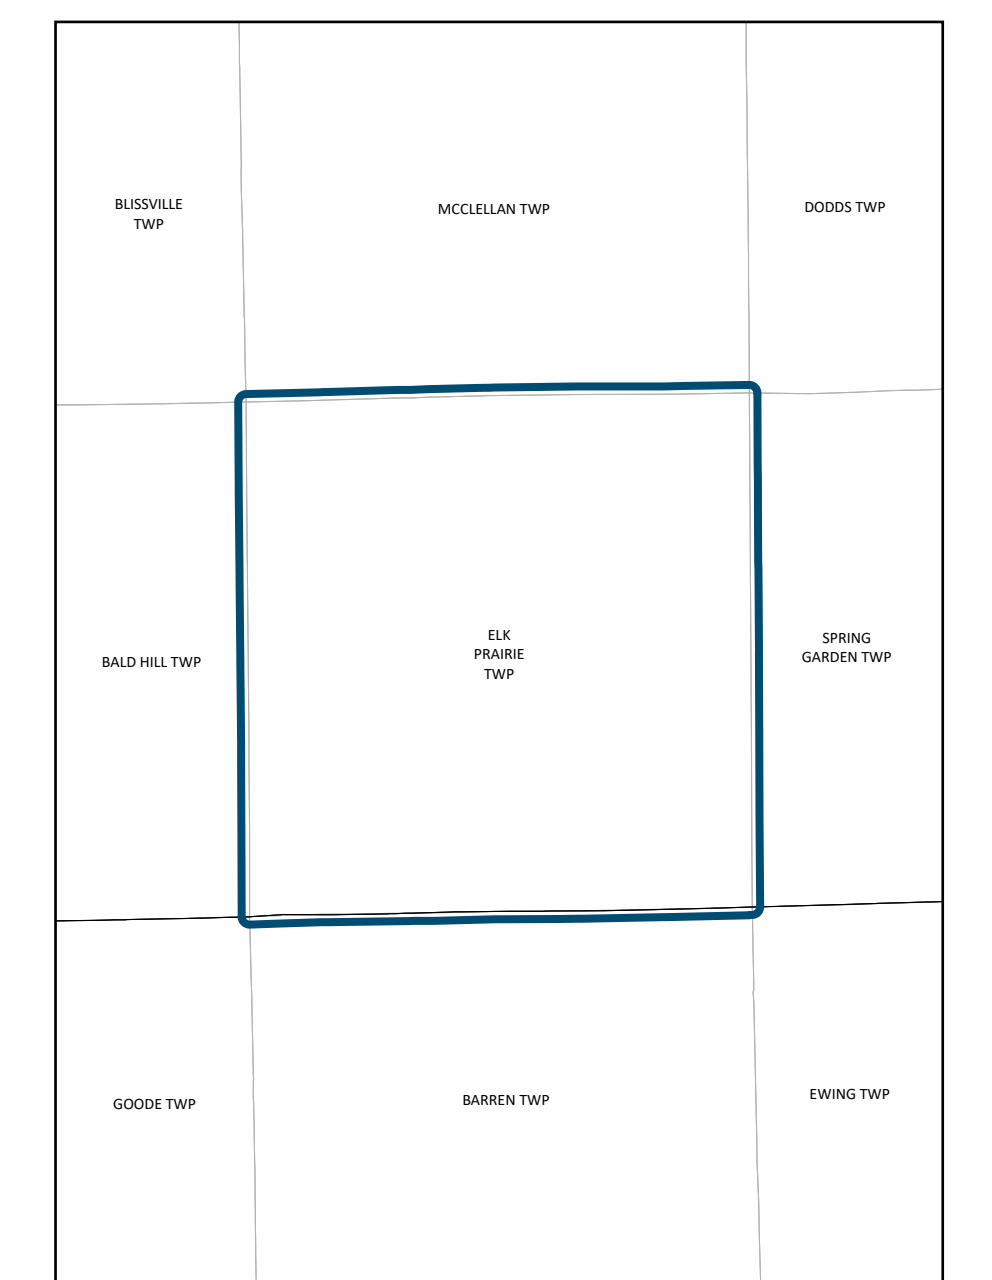 BLISSVILLE
TWP
MCCLELLAN TWP
DODDS TWP
BALD HILL TWP
ELK
PRAIRIE
TWP
SPRING
GARDEN TWP
GOODE TWP
BARREN TWP
EWING TWP